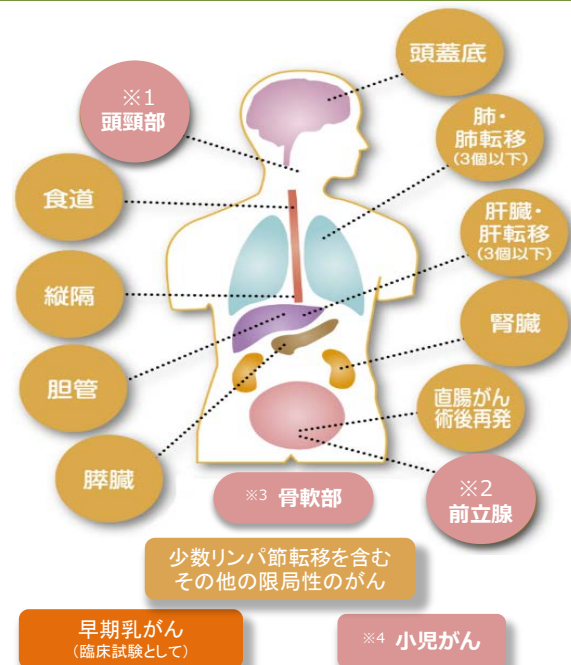 頭蓋底
※1
頭頸部
肺・
肺転移
(3個以下)
食道
肝臓・
肝転移
(3個以下)
縦隔
腎臓
胆管
直腸がん
術後再発
膵臓
※3 骨軟部
※2
前立腺
少数リンパ節転移を含む
その他の限局性のがん
早期乳がん
(臨床試験として)
※4 小児がん